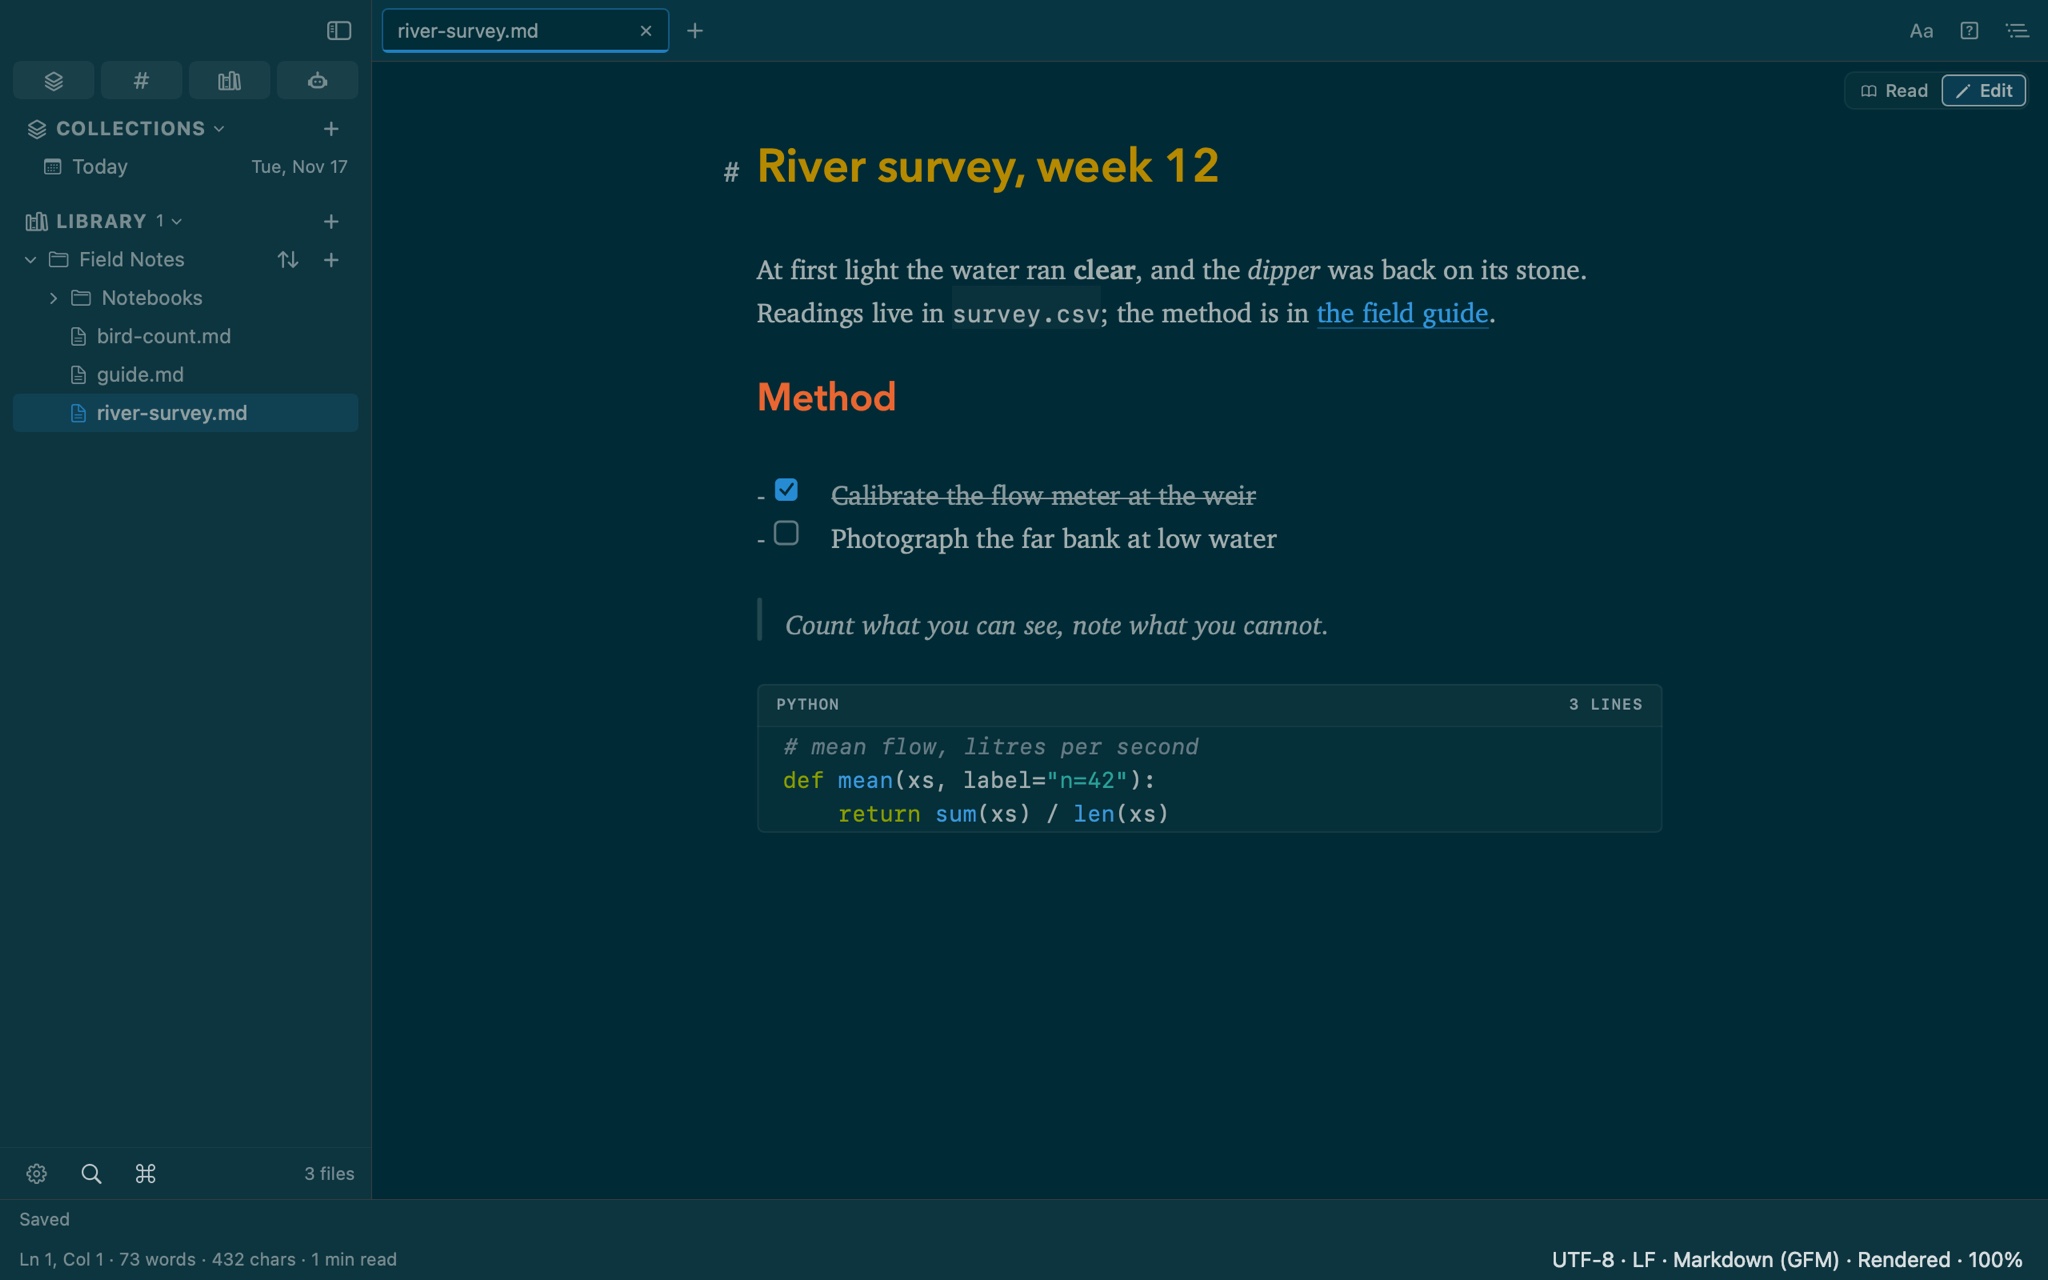 river-survey.md
Aa
#
COLLECTIONS
Today Tue, Nov 17
LIBRARY 1
Field Notes
Notebooks
bird-count.md
guide.md
river-survey.md
3 files
Read Edit
# River survey, week 12
At first light the water ran clear, and the dipper was back on its stone.
Readings live in survey.csv; the method is in the field guide.
Method
- Calibrate the flow meter at the weir
- Photograph the far bank at low water
Count what you can see, note what you cannot.
PYTHON 3 LINES
# mean flow, litres per second
def mean(xs, label="n=42"):
    return sum(xs) / len(xs)
Saved
Ln 1, Col 1 · 73 words · 432 chars · 1 min read
UTF-8 · LF · Markdown (GFM) · Rendered · 100%